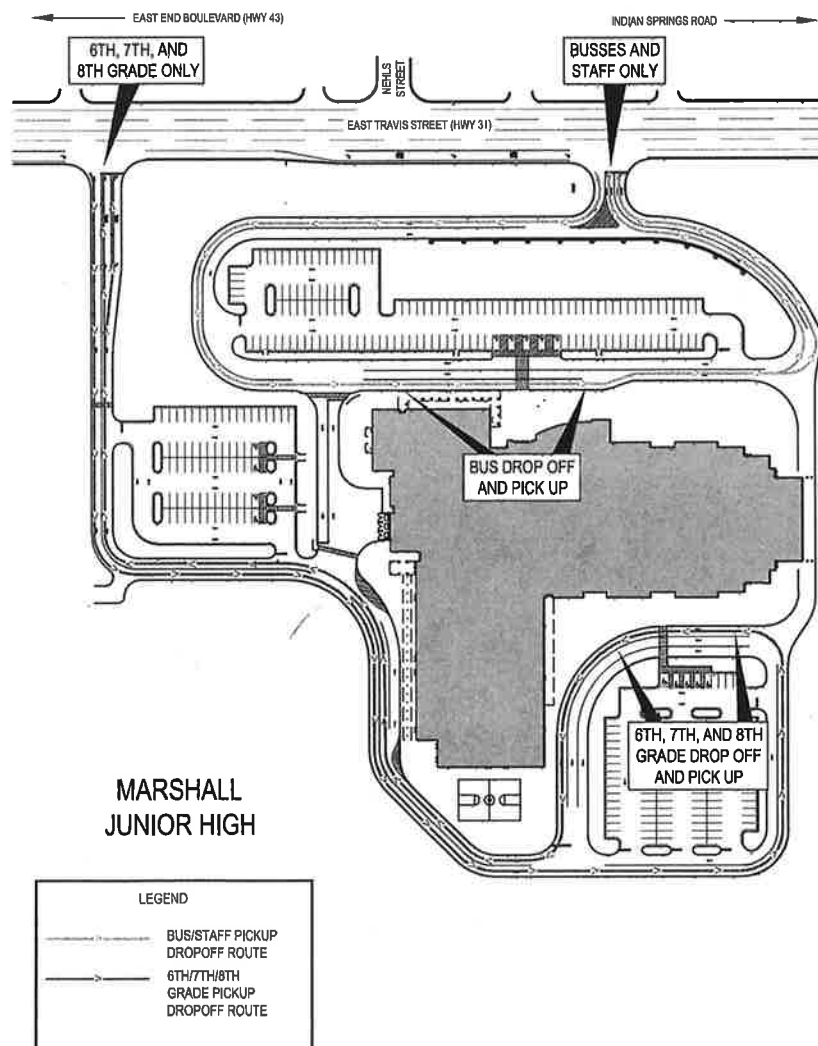 EAST END BOULEVARD (HWY 43)
INDIAN SPRINGS ROAD
6TH, 7TH, AND
8TH GRADE ONLY
NEHLS
STREET
BUSSES AND
STAFF ONLY
EAST TRAVIS STREET (HWY 31)
BUS DROP OFF
AND PICK UP
6TH, 7TH, AND 8TH
GRADE DROP OFF
AND PICK UP
MARSHALL
JUNIOR HIGH
LEGEND
BUS/STAFF PICKUP
DROPOFF ROUTE
6TH/7TH/8TH
GRADE PICKUP
DROPOFF ROUTE